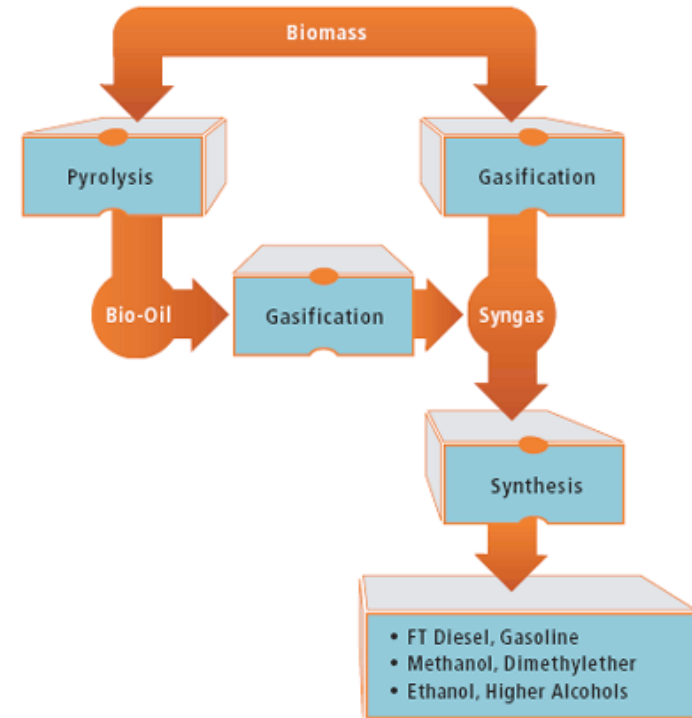 Biomass
Pyrolysis
Gasification
Bio-Oil
Gasification
Syngas
Synthesis
• FT Diesel, Gasoline
• Methanol, Dimethylether
• Ethanol, Higher Alcohols